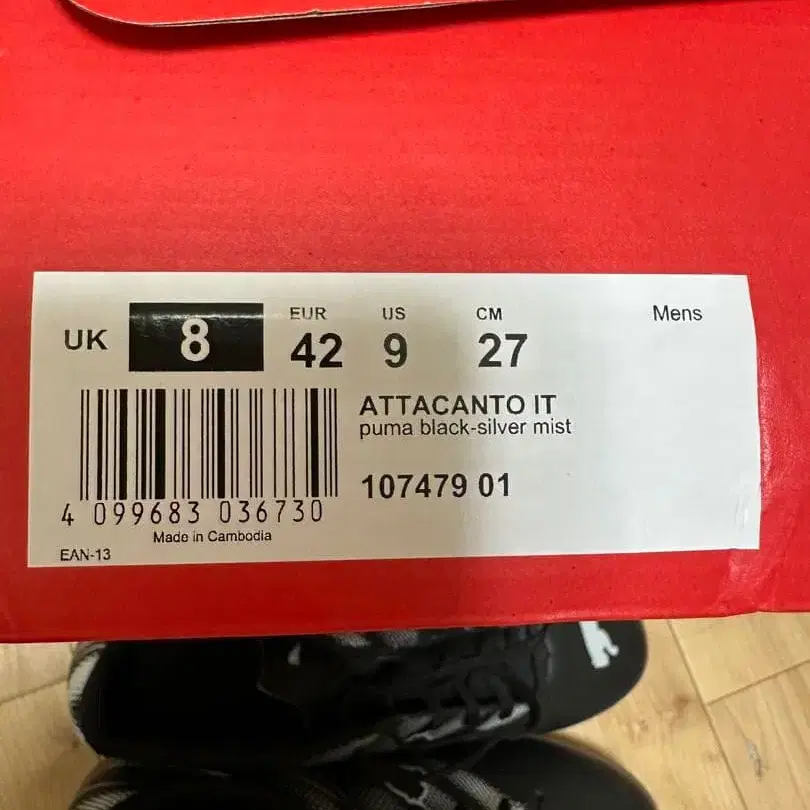 UK 8 EUR 42 US 9 CM 27 Mens
ATTACANTO IT
puma black-silver mist
107479 01
4 099683 036730
Made in Cambodia
EAN-13